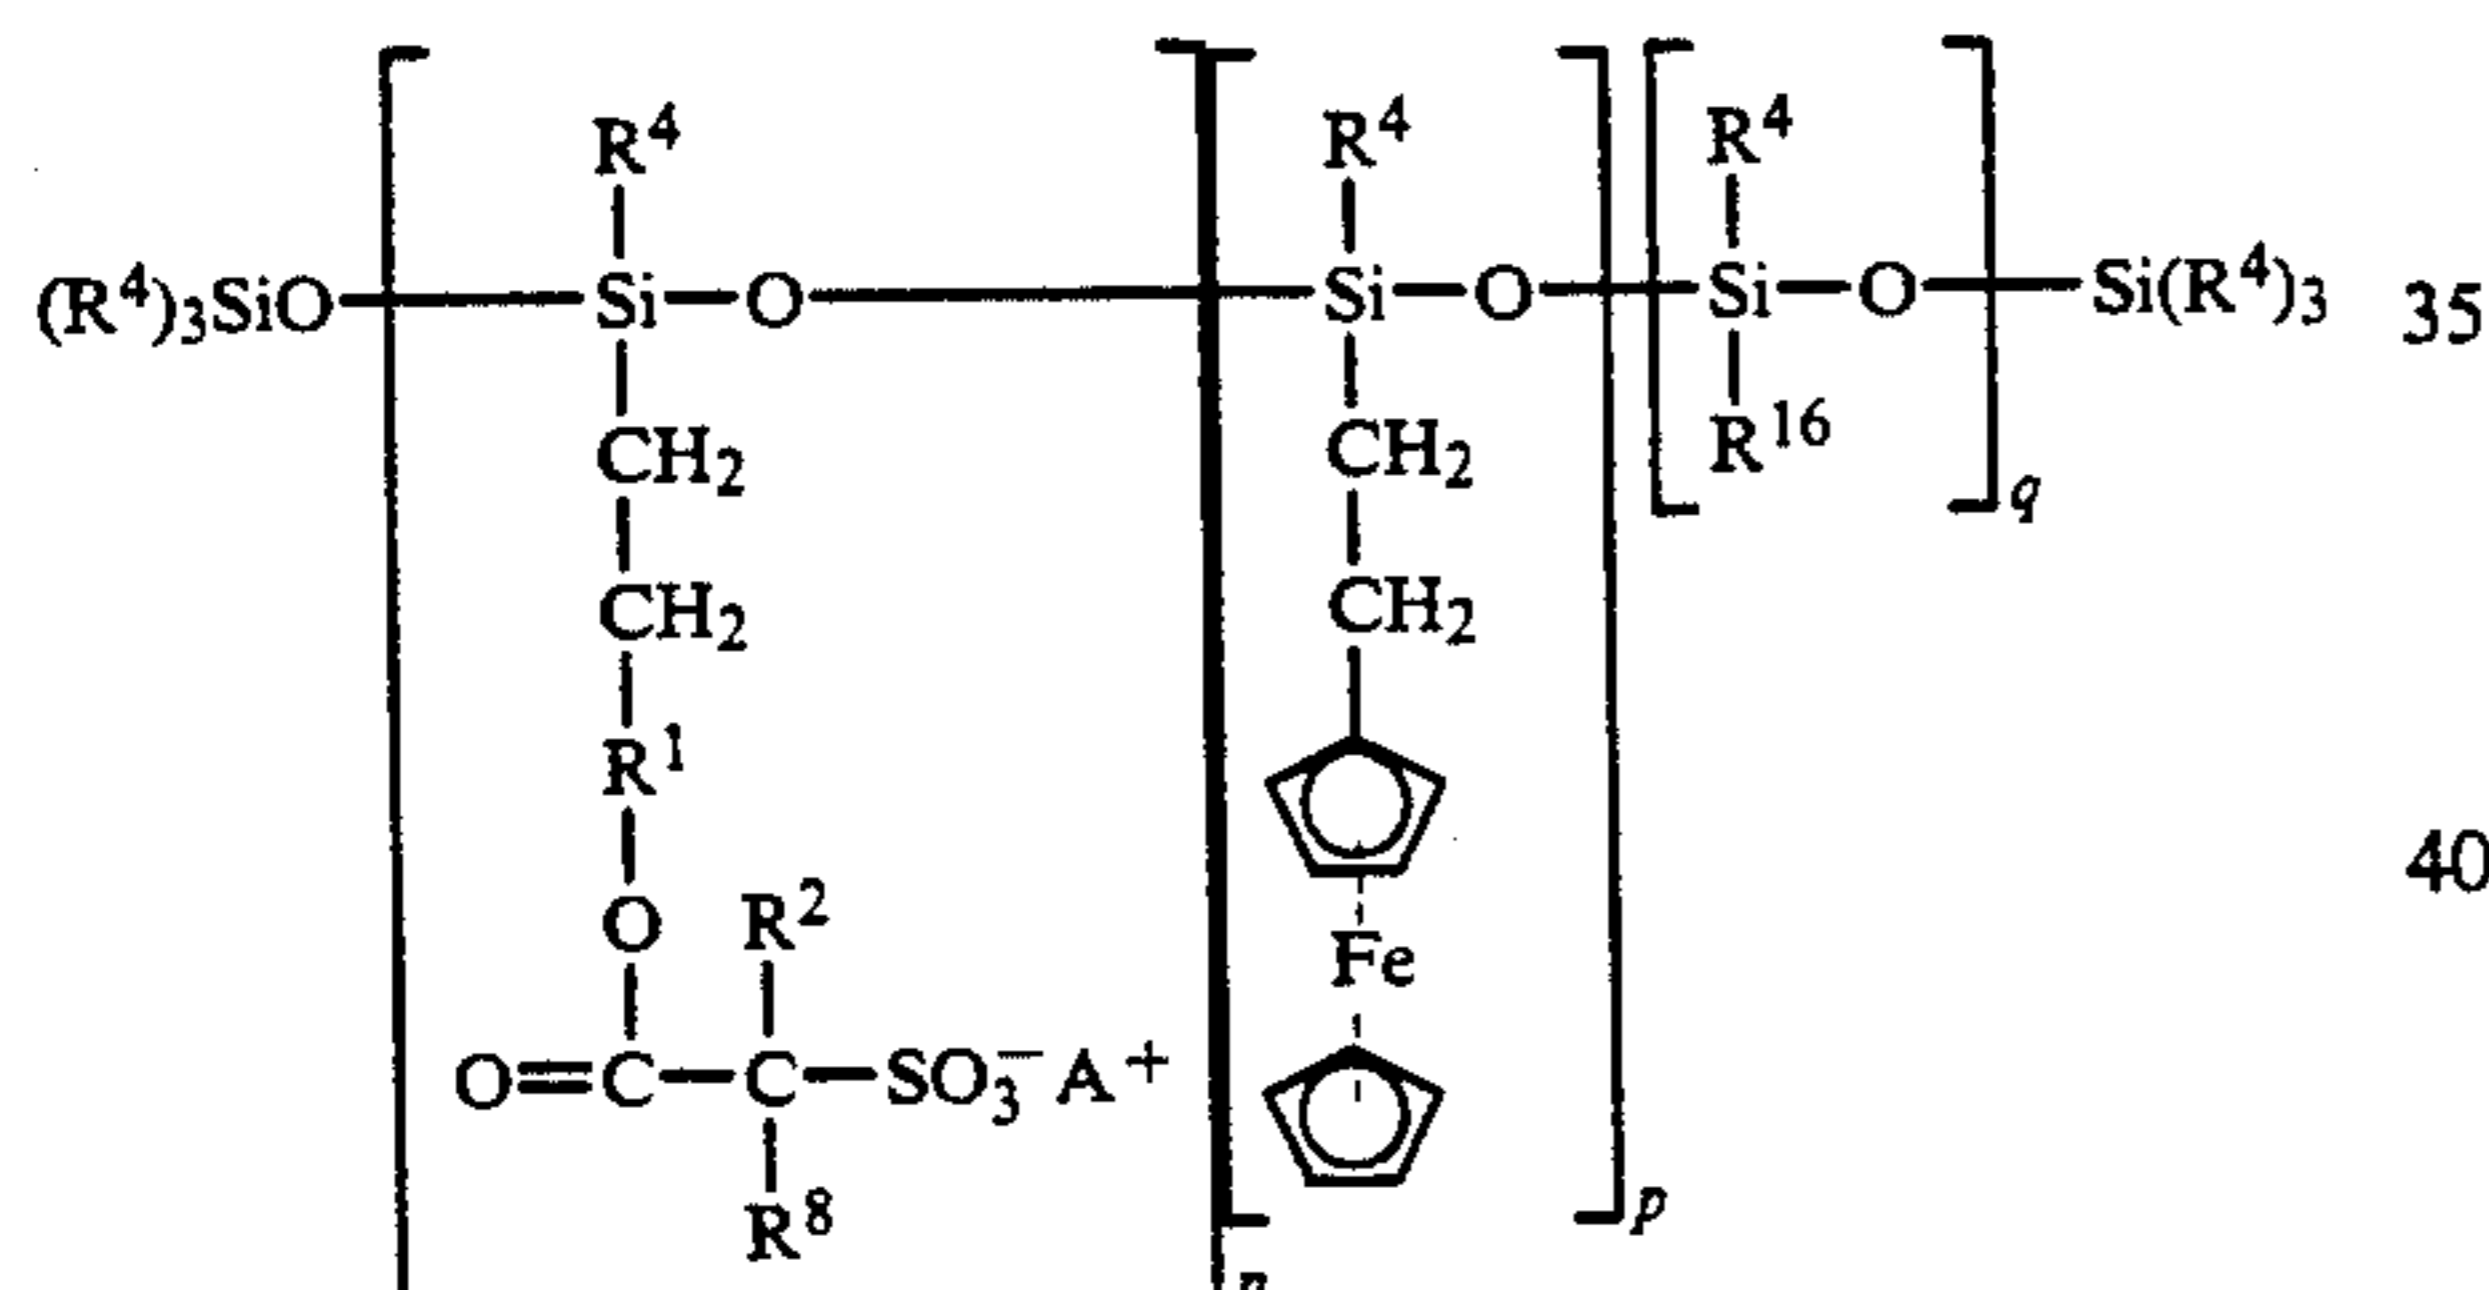 R⁴ R⁴ R⁴
(R⁴)₃SiO Si O Si O Si O Si(R⁴)₃ 35
CH₂ CH₂ R¹⁶
q
CH₂ CH₂
R¹
40
O R² Fe
O=C—C—SO₃⁻ A⁺
R⁸ p